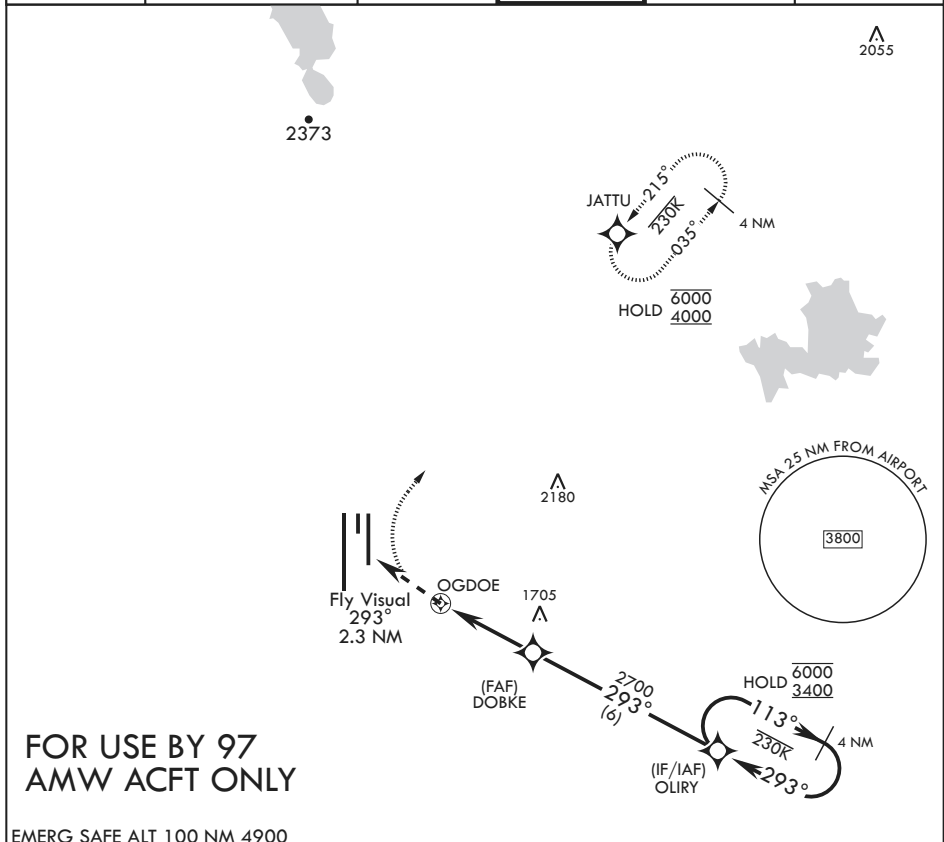 2055
2373
JATTU
215°
230K
035°
4 NM
HOLD 6000
4000
MSA 25 NM FROM AIRPORT
3800
2180
OGDOE
Fly Visual
293°
2.3 NM
1705
(FAF)
DOBKE
2700
293°
(6)
HOLD 6000
3400
113°
230K
4 NM
293°
(IF/IAF)
OLIRY
FOR USE BY 97
AMW ACFT ONLY
EMERG SAFE ALT 100 NM 4900